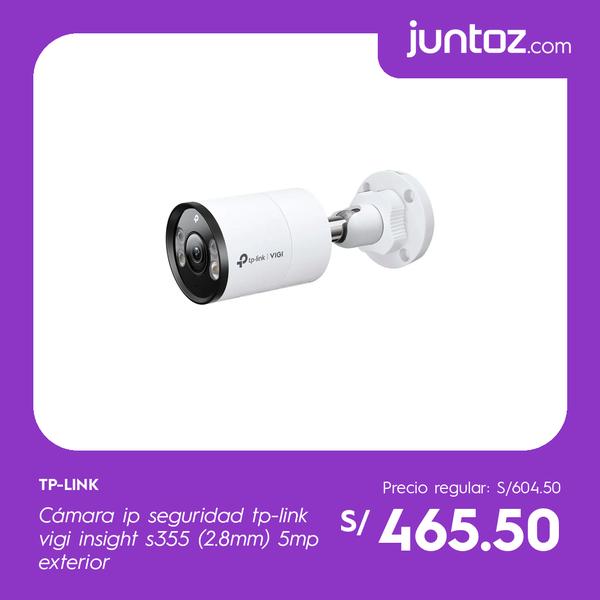 juntoz.com
tp-link | VIGI
TP-LINK
Cámara ip seguridad tp-link
vigi insight s355 (2.8mm) 5mp
exterior
Precio regular: S/604.50
S/ 465.50